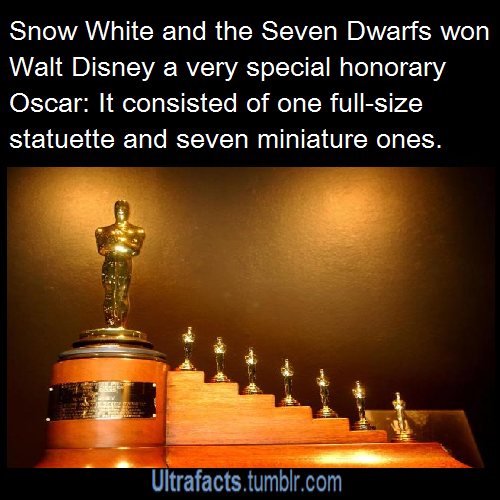 Snow White and the Seven Dwarfs won
Walt Disney a very special honorary
Oscar: It consisted of one full-size
statuette and seven miniature ones.
Ultrafacts.tumblr.com